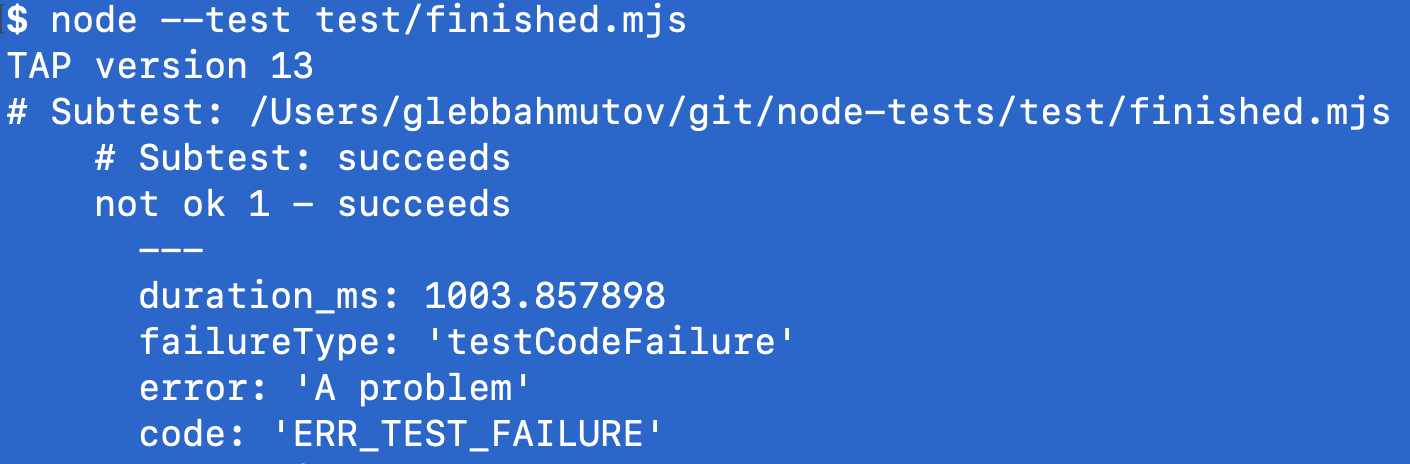 $ node --test test/finished.mjs
TAP version 13
# Subtest: /Users/glebbahmutov/git/node-tests/test/finished.mjs
# Subtest: succeeds
not ok 1 - succeeds
---
duration_ms: 1003.857898
failureType: 'testCodeFailure'
error: 'A problem'
code: 'ERR_TEST_FAILURE'